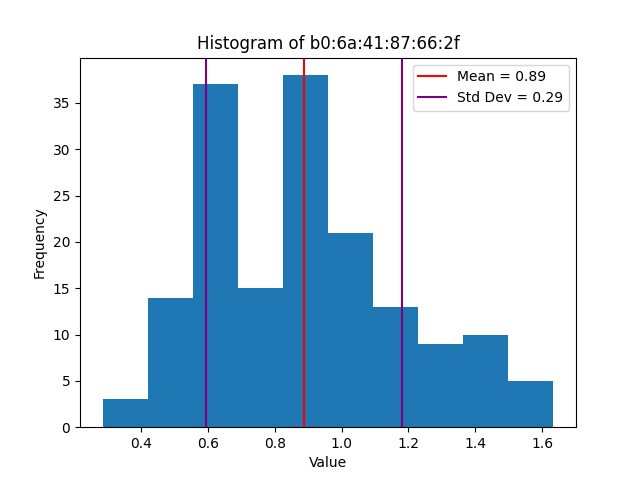 Histogram of b0:6a:41:87:66:2f
Mean = 0.89
Std Dev = 0.29
Frequency
35
30
25
20
15
10
5
0
0.4 0.6 0.8 1.0 1.2 1.4 1.6
Value